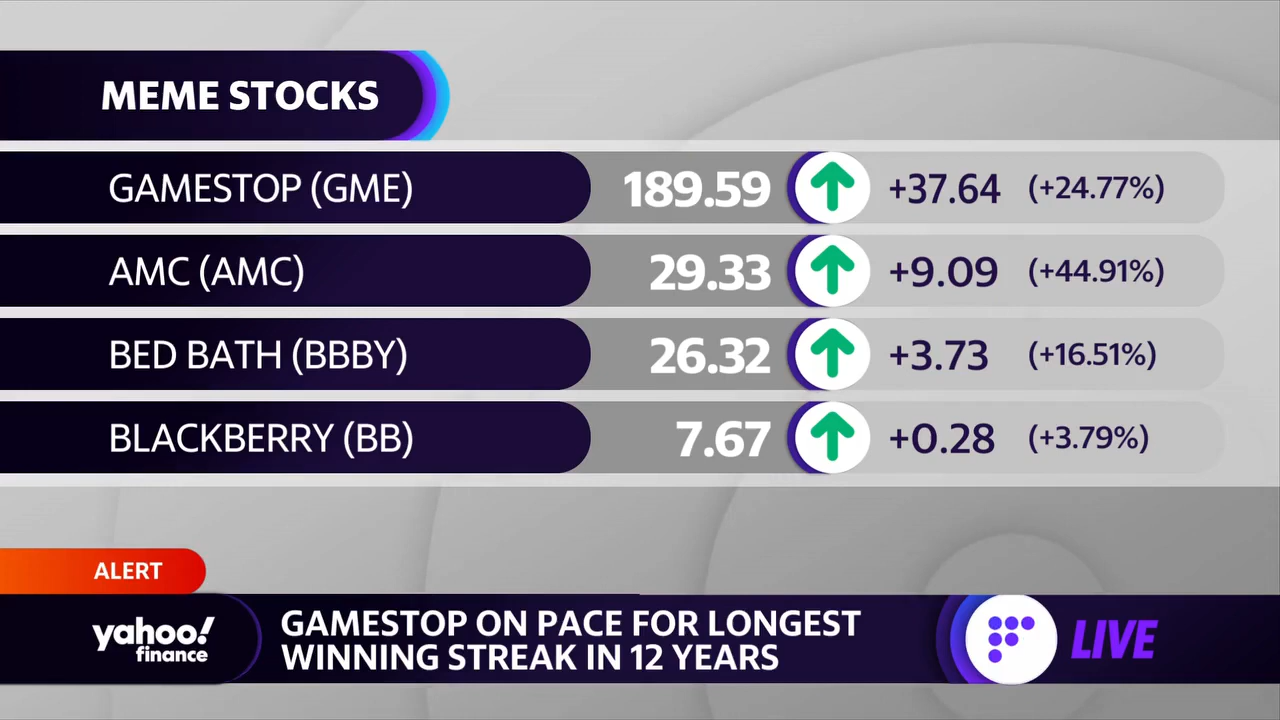 MEME STOCKS
GAMESTOP (GME) 189.59 +37.64 (+24.77%)
AMC (AMC) 29.33 +9.09 (+44.91%)
BED BATH (BBBY) 26.32 +3.73 (+16.51%)
BLACKBERRY (BB) 7.67 +0.28 (+3.79%)
ALERT
yahoo!
finance
GAMESTOP ON PACE FOR LONGEST
WINNING STREAK IN 12 YEARS
LIVE